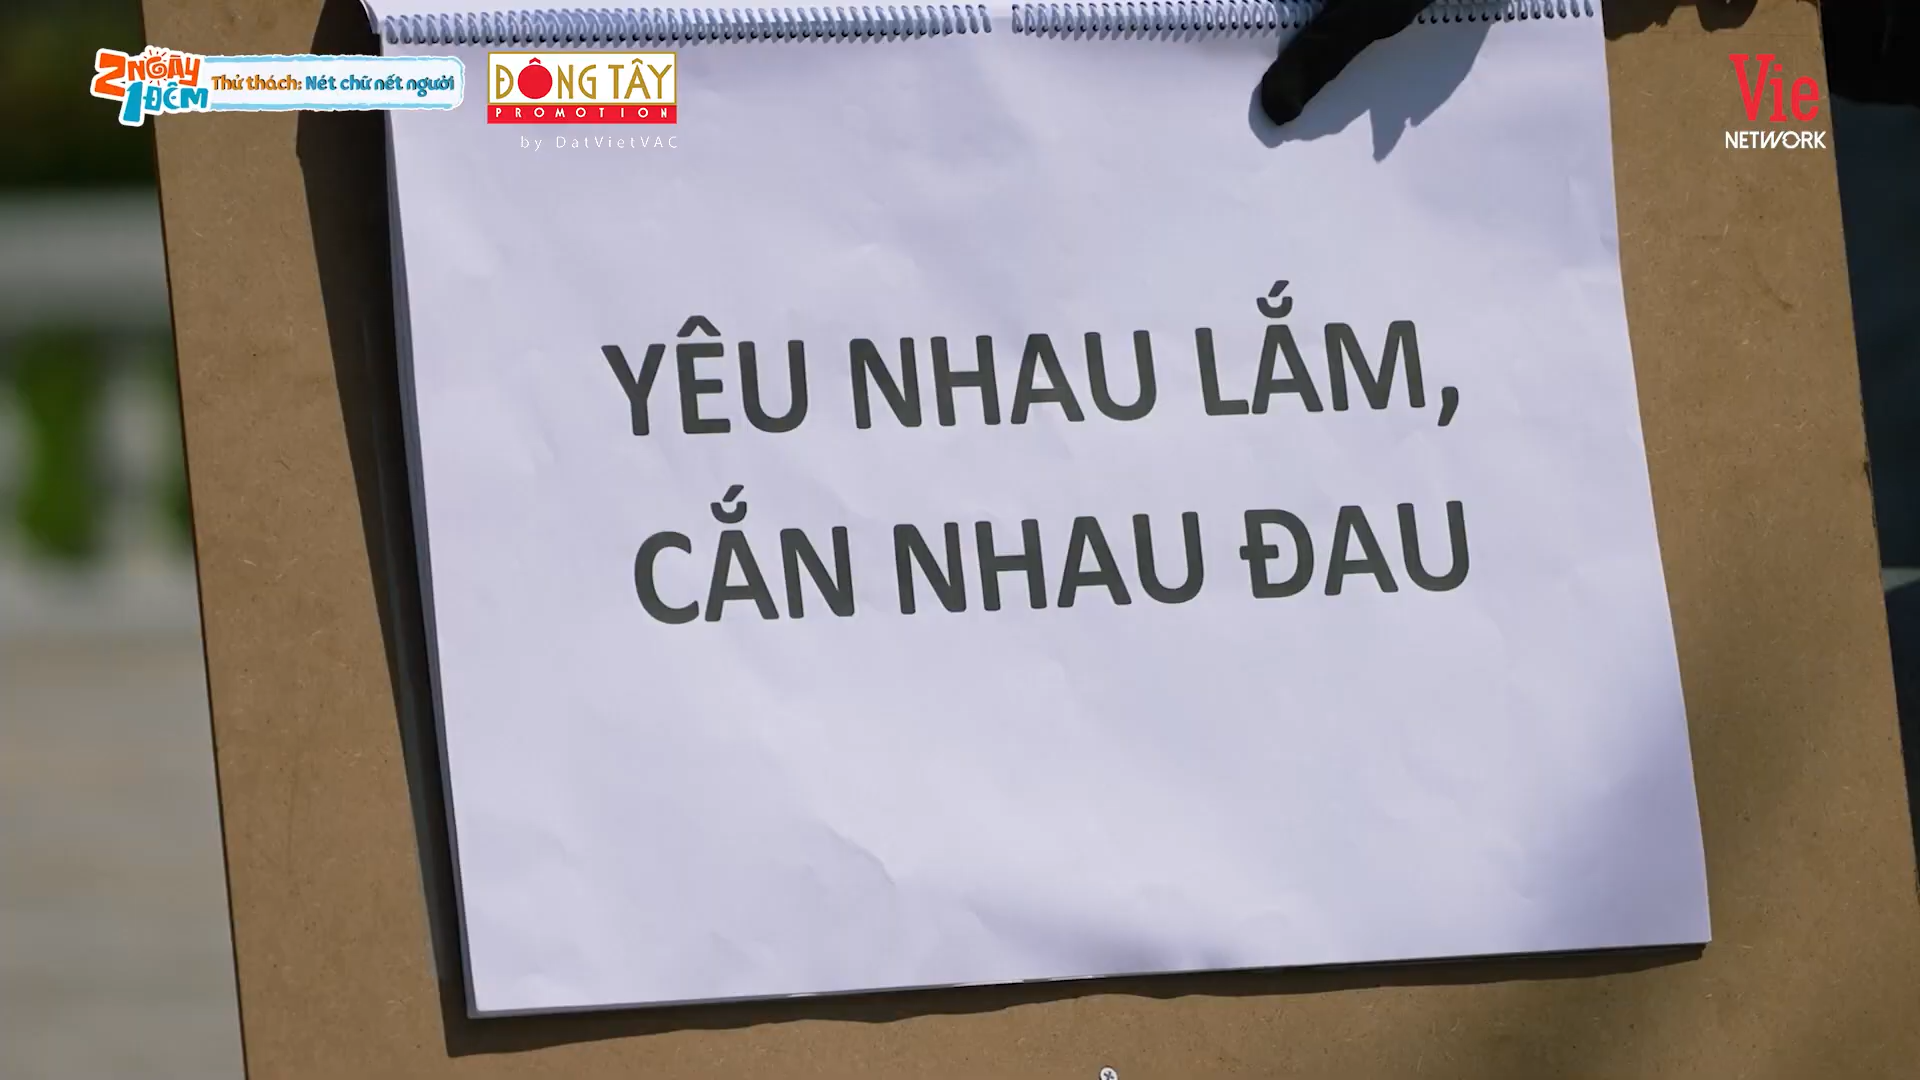 2 NGÀY
1 ĐÊM
Thử thách: Nét chữ nết người
ĐÔNG TÂY
PROMOTION
by DatVietVAC
Vie
NETWORK
YÊU NHAU LẮM,
CẮN NHAU ĐAU